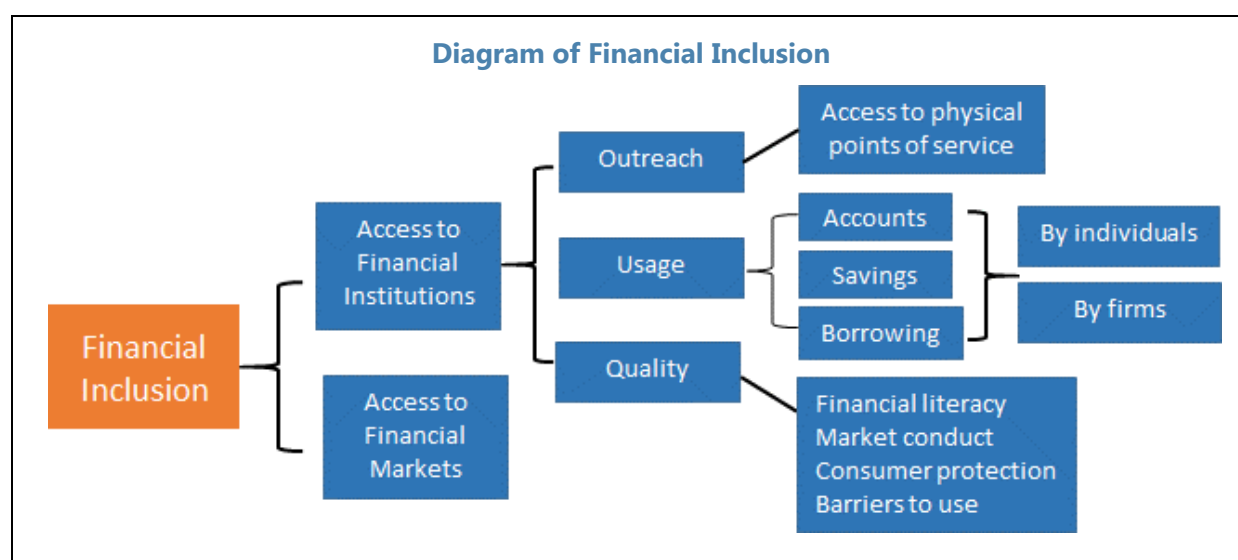 Diagram of Financial Inclusion
Financial
Inclusion
Access to
Financial
Institutions
Access to
Financial
Markets
Outreach
Usage
Quality
Access to physical
points of service
Accounts
Savings
Borrowing
By individuals
By firms
Financial literacy
Market conduct
Consumer protection
Barriers to use